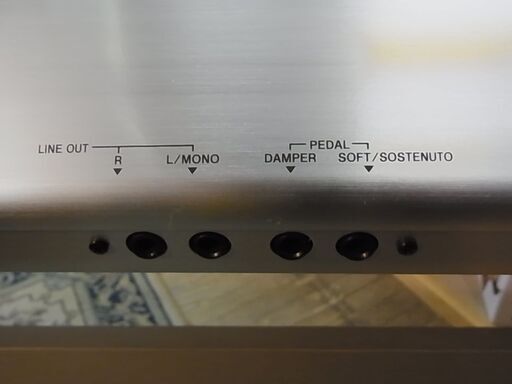 LINE OUT
R
L/MONO
PEDAL
DAMPER
SOFT/SOSTENUTO